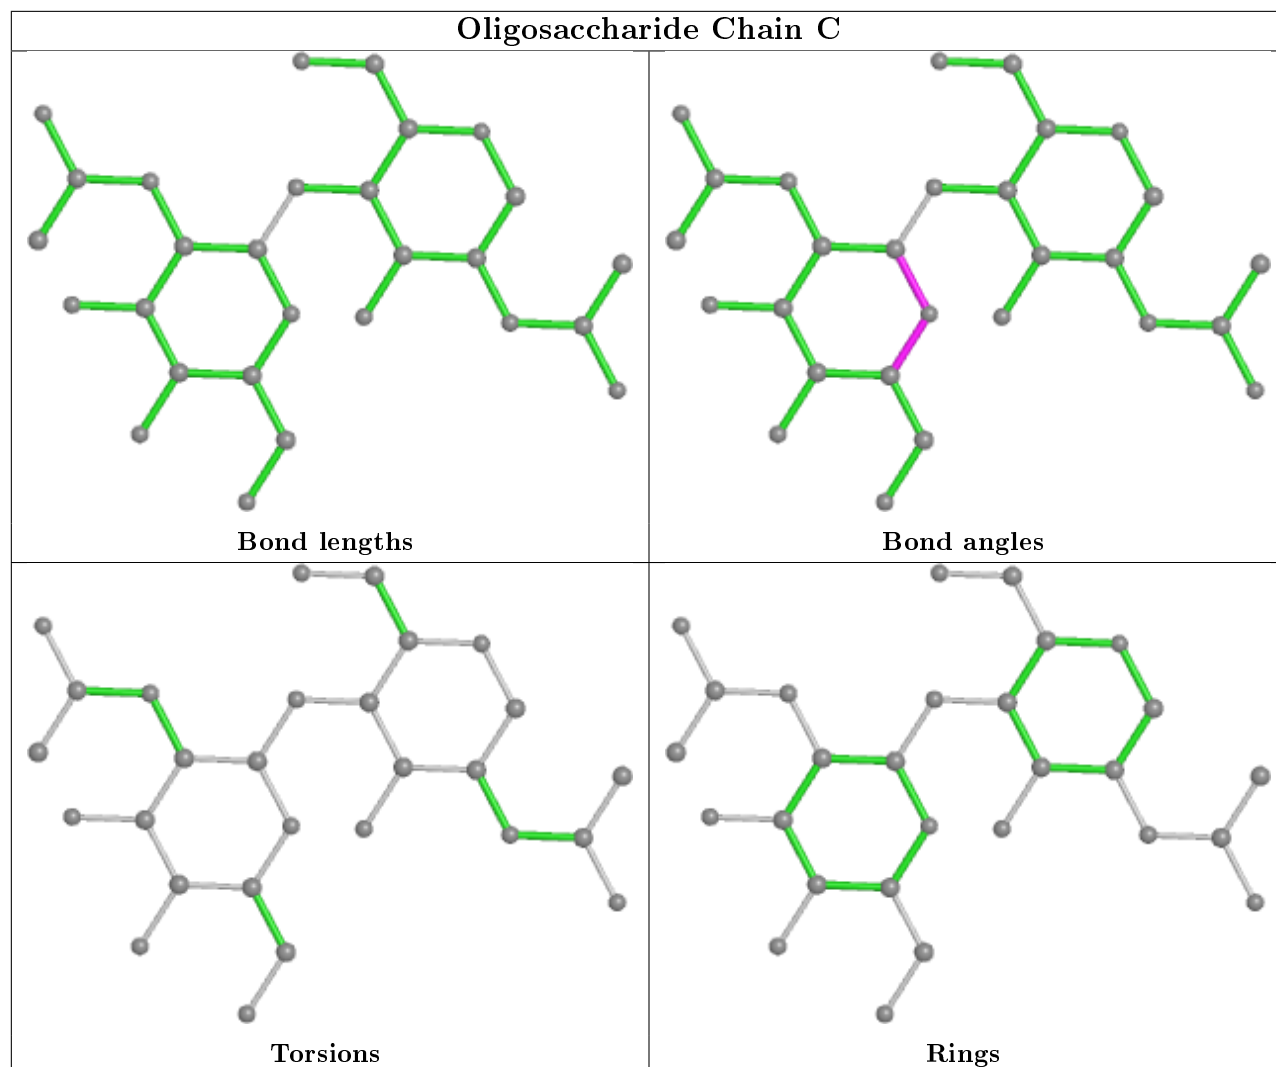 Oligosaccharide Chain C
Bond lengths
Bond angles
Torsions
Rings